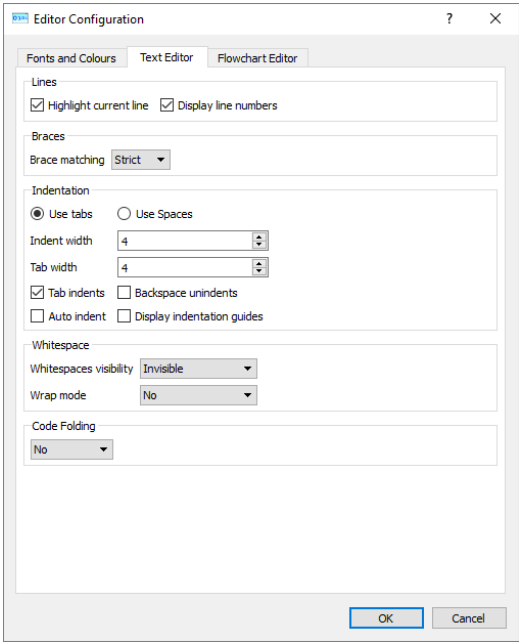 Editor Configuration ?
Fonts and Colours Text Editor Flowchart Editor
Lines
Highlight current line Display line numbers
Braces
Brace matching Strict
Indentation
Use tabs Use Spaces
Indent width 4
Tab width 4
Tab indents Backspace unindents
Auto indent Display indentation guides
Whitespace
Whitespaces visibility Invisible
Wrap mode No
Code Folding
No
OK Cancel